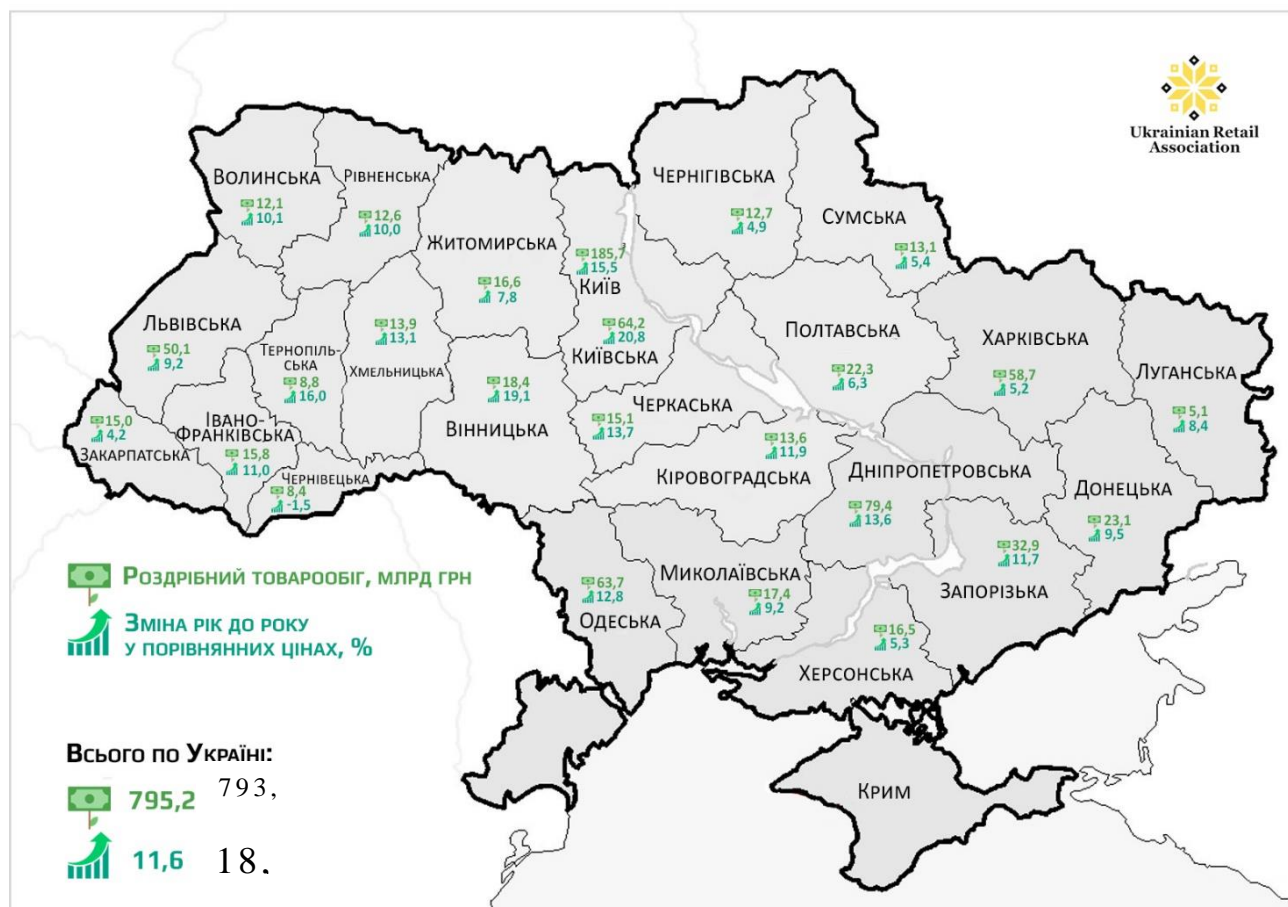 Ukrainian Retail
Association
ВОЛИНСЬКА
12,1
10,1
РІВНЕНСЬКА
12,6
10,0
ЖИТОМИРСЬКА
16,6
7,8
185,7
15,5
КИЇВ
64,2
20,8
КИЇВСЬКА
ЧЕРНІГІВСЬКА
12,7
4,9
СУМСЬКА
13,1
5,4
ЛЬВІВСЬКА
50,1
9,2
ТЕРНОПІЛЬ-
СЬКА
8,8
16,0
13,9
13,1
ХМЕЛЬНИЦЬКА
18,4
19,1
ВІННИЦЬКА
ЧЕРКАСЬКА
15,1
13,7
ПОЛТАВСЬКА
22,3
6,3
ХАРКІВСЬКА
58,7
5,2
ЛУГАНСЬКА
5,1
8,4
15,0
4,2
ЗАКАРПАТСЬКА
ІВАНО-
ФРАНКІВСЬКА
15,8
11,0
ЧЕРНІВЕЦЬКА
8,4
-1,5
13,6
11,9
КІРОВОГРАДСЬКА
ДНІПРОПЕТРОВСЬКА
79,4
13,6
ДОНЕЦЬКА
23,1
9,5
63,7
12,8
ОДЕСЬКА
МИКОЛАЇВСЬКА
17,4
9,2
32,9
11,7
ЗАПОРІЗЬКА
16,5
5,3
ХЕРСОНСЬКА
КРИМ
РОЗДРІБНИЙ ТОВАРООБІГ, МЛРД ГРН
ЗМІНА РІК ДО РОКУ
У ПОРІВНЯННИХ ЦІНАХ, %
ВСЬОГО ПО УКРАЇНІ:
795,2 793,
11,6 18.